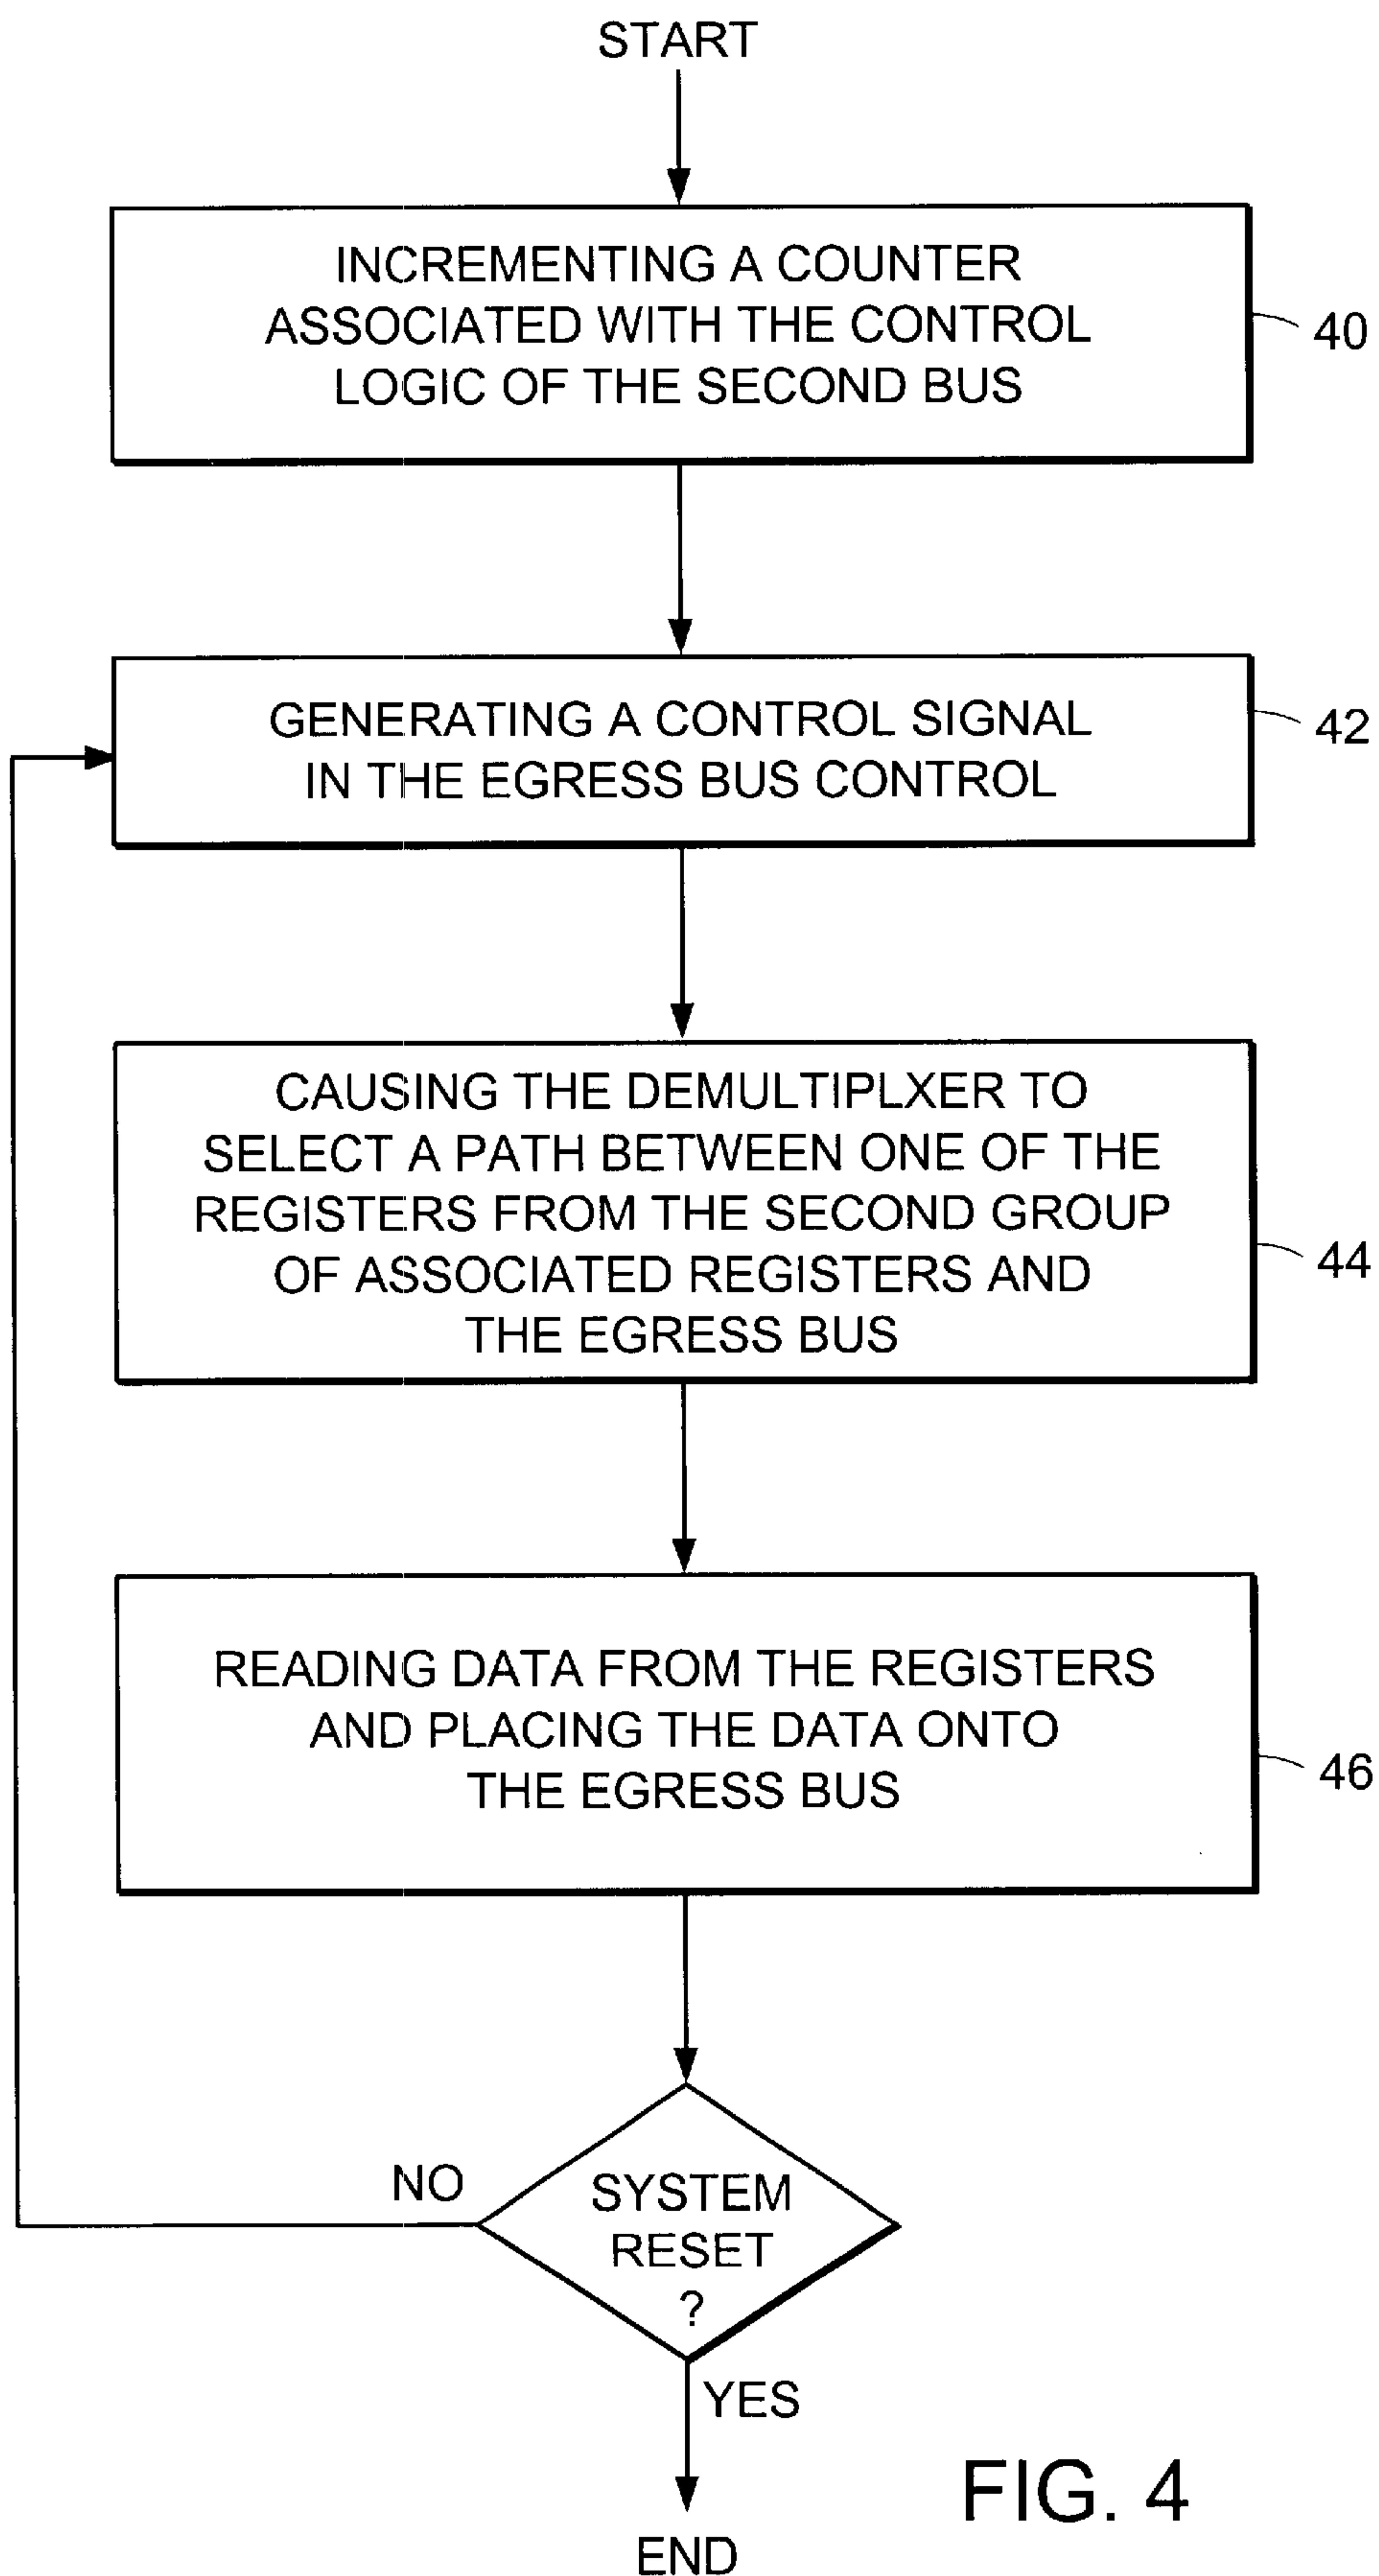 START
INCREMENTING A COUNTER
ASSOCIATED WITH THE CONTROL
LOGIC OF THE SECOND BUS
40
GENERATING A CONTROL SIGNAL
IN THE EGRESS BUS CONTROL
42
CAUSING THE DEMULTIPLXER TO
SELECT A PATH BETWEEN ONE OF THE
REGISTERS FROM THE SECOND GROUP
OF ASSOCIATED REGISTERS AND
THE EGRESS BUS
44
READING DATA FROM THE REGISTERS
AND PLACING THE DATA ONTO
THE EGRESS BUS
46
NO
SYSTEM
RESET
?
YES
END
FIG. 4